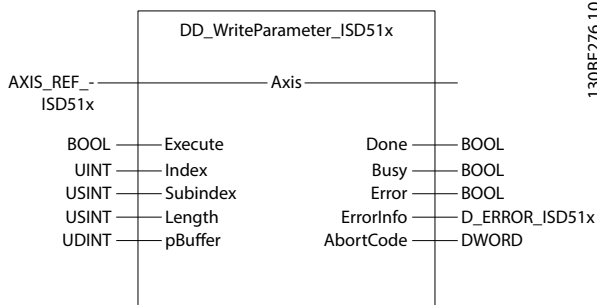 DD_WriteParameter_ISD51x
AXIS_REF_-
ISD51x
Axis
BOOL Execute Done BOOL
UINT Index Busy BOOL
USINT Subindex Error BOOL
USINT Length ErrorInfo D_ERROR_ISD51x
UDINT pBuffer AbortCode DWORD
130BE276.10